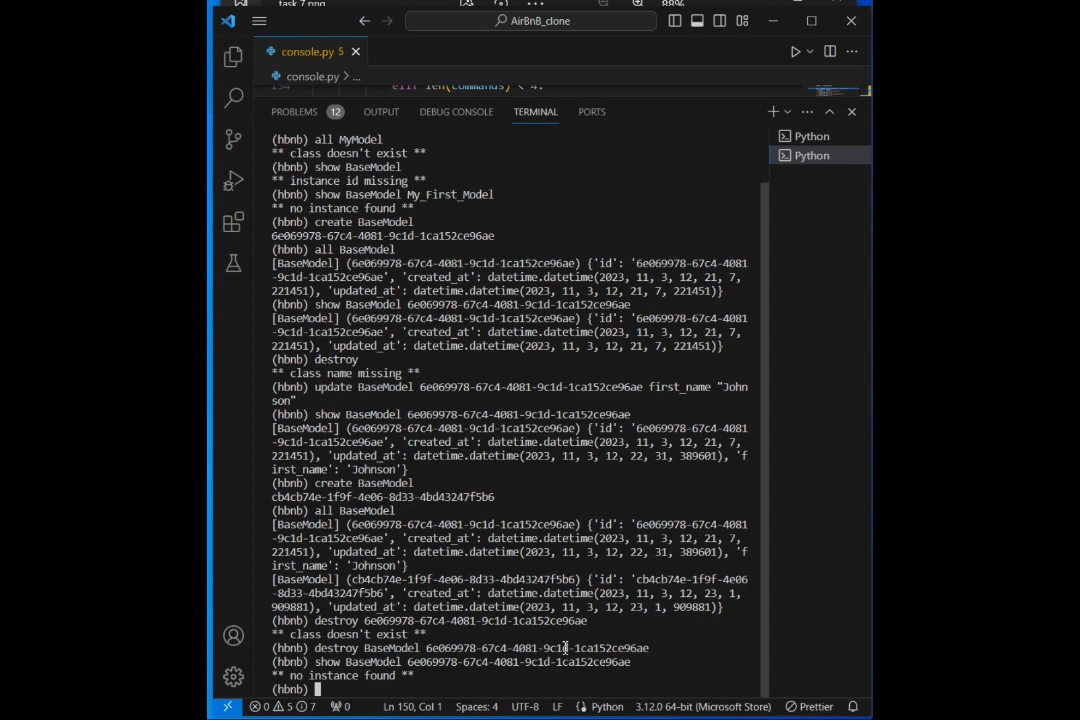 task 7.png
88%
AirBnB_clone
console.py 5
console.py > ...
134 elif len(commands) < 4:
PROBLEMS 12 OUTPUT DEBUG CONSOLE TERMINAL PORTS
Python
Python
(hbnb) all MyModel
** class doesn't exist **
(hbnb) show BaseModel
** instance id missing **
(hbnb) show BaseModel My_First_Model
** no instance found **
(hbnb) create BaseModel
6e069978-67c4-4081-9c1d-1ca152ce96ae
(hbnb) all BaseModel
[BaseModel] (6e069978-67c4-4081-9c1d-1ca152ce96ae) {'id': '6e069978-67c4-4081
-9c1d-1ca152ce96ae', 'created_at': datetime.datetime(2023, 11, 3, 12, 21, 7,
221451), 'updated_at': datetime.datetime(2023, 11, 3, 12, 21, 7, 221451)}
(hbnb) show BaseModel 6e069978-67c4-4081-9c1d-1ca152ce96ae
[BaseModel] (6e069978-67c4-4081-9c1d-1ca152ce96ae) {'id': '6e069978-67c4-4081
-9c1d-1ca152ce96ae', 'created_at': datetime.datetime(2023, 11, 3, 12, 21, 7,
221451), 'updated_at': datetime.datetime(2023, 11, 3, 12, 21, 7, 221451)}
(hbnb) destroy
** class name missing **
(hbnb) update BaseModel 6e069978-67c4-4081-9c1d-1ca152ce96ae first_name "John
son"
(hbnb) show BaseModel 6e069978-67c4-4081-9c1d-1ca152ce96ae
[BaseModel] (6e069978-67c4-4081-9c1d-1ca152ce96ae) {'id': '6e069978-67c4-4081
-9c1d-1ca152ce96ae', 'created_at': datetime.datetime(2023, 11, 3, 12, 21, 7,
221451), 'updated_at': datetime.datetime(2023, 11, 3, 12, 22, 31, 389601), 'f
irst_name': 'Johnson'}
(hbnb) create BaseModel
cb4cb74e-1f9f-4e06-8d33-4bd43247f5b6
(hbnb) all BaseModel
[BaseModel] (6e069978-67c4-4081-9c1d-1ca152ce96ae) {'id': '6e069978-67c4-4081
-9c1d-1ca152ce96ae', 'created_at': datetime.datetime(2023, 11, 3, 12, 21, 7,
221451), 'updated_at': datetime.datetime(2023, 11, 3, 12, 22, 31, 389601), 'f
irst_name': 'Johnson'}
[BaseModel] (cb4cb74e-1f9f-4e06-8d33-4bd43247f5b6) {'id': 'cb4cb74e-1f9f-4e06
-8d33-4bd43247f5b6', 'created_at': datetime.datetime(2023, 11, 3, 12, 23, 1,
909881), 'updated_at': datetime.datetime(2023, 11, 3, 12, 23, 1, 909881)}
(hbnb) destroy 6e069978-67c4-4081-9c1d-1ca152ce96ae
** class doesn't exist **
(hbnb) destroy BaseModel 6e069978-67c4-4081-9c1d-1ca152ce96ae
(hbnb) show BaseModel 6e069978-67c4-4081-9c1d-1ca152ce96ae
** no instance found **
(hbnb)
0 5 7 0 Ln 150, Col 1 Spaces: 4 UTF-8 LF Python 3.12.0 64-bit (Microsoft Store) Prettier